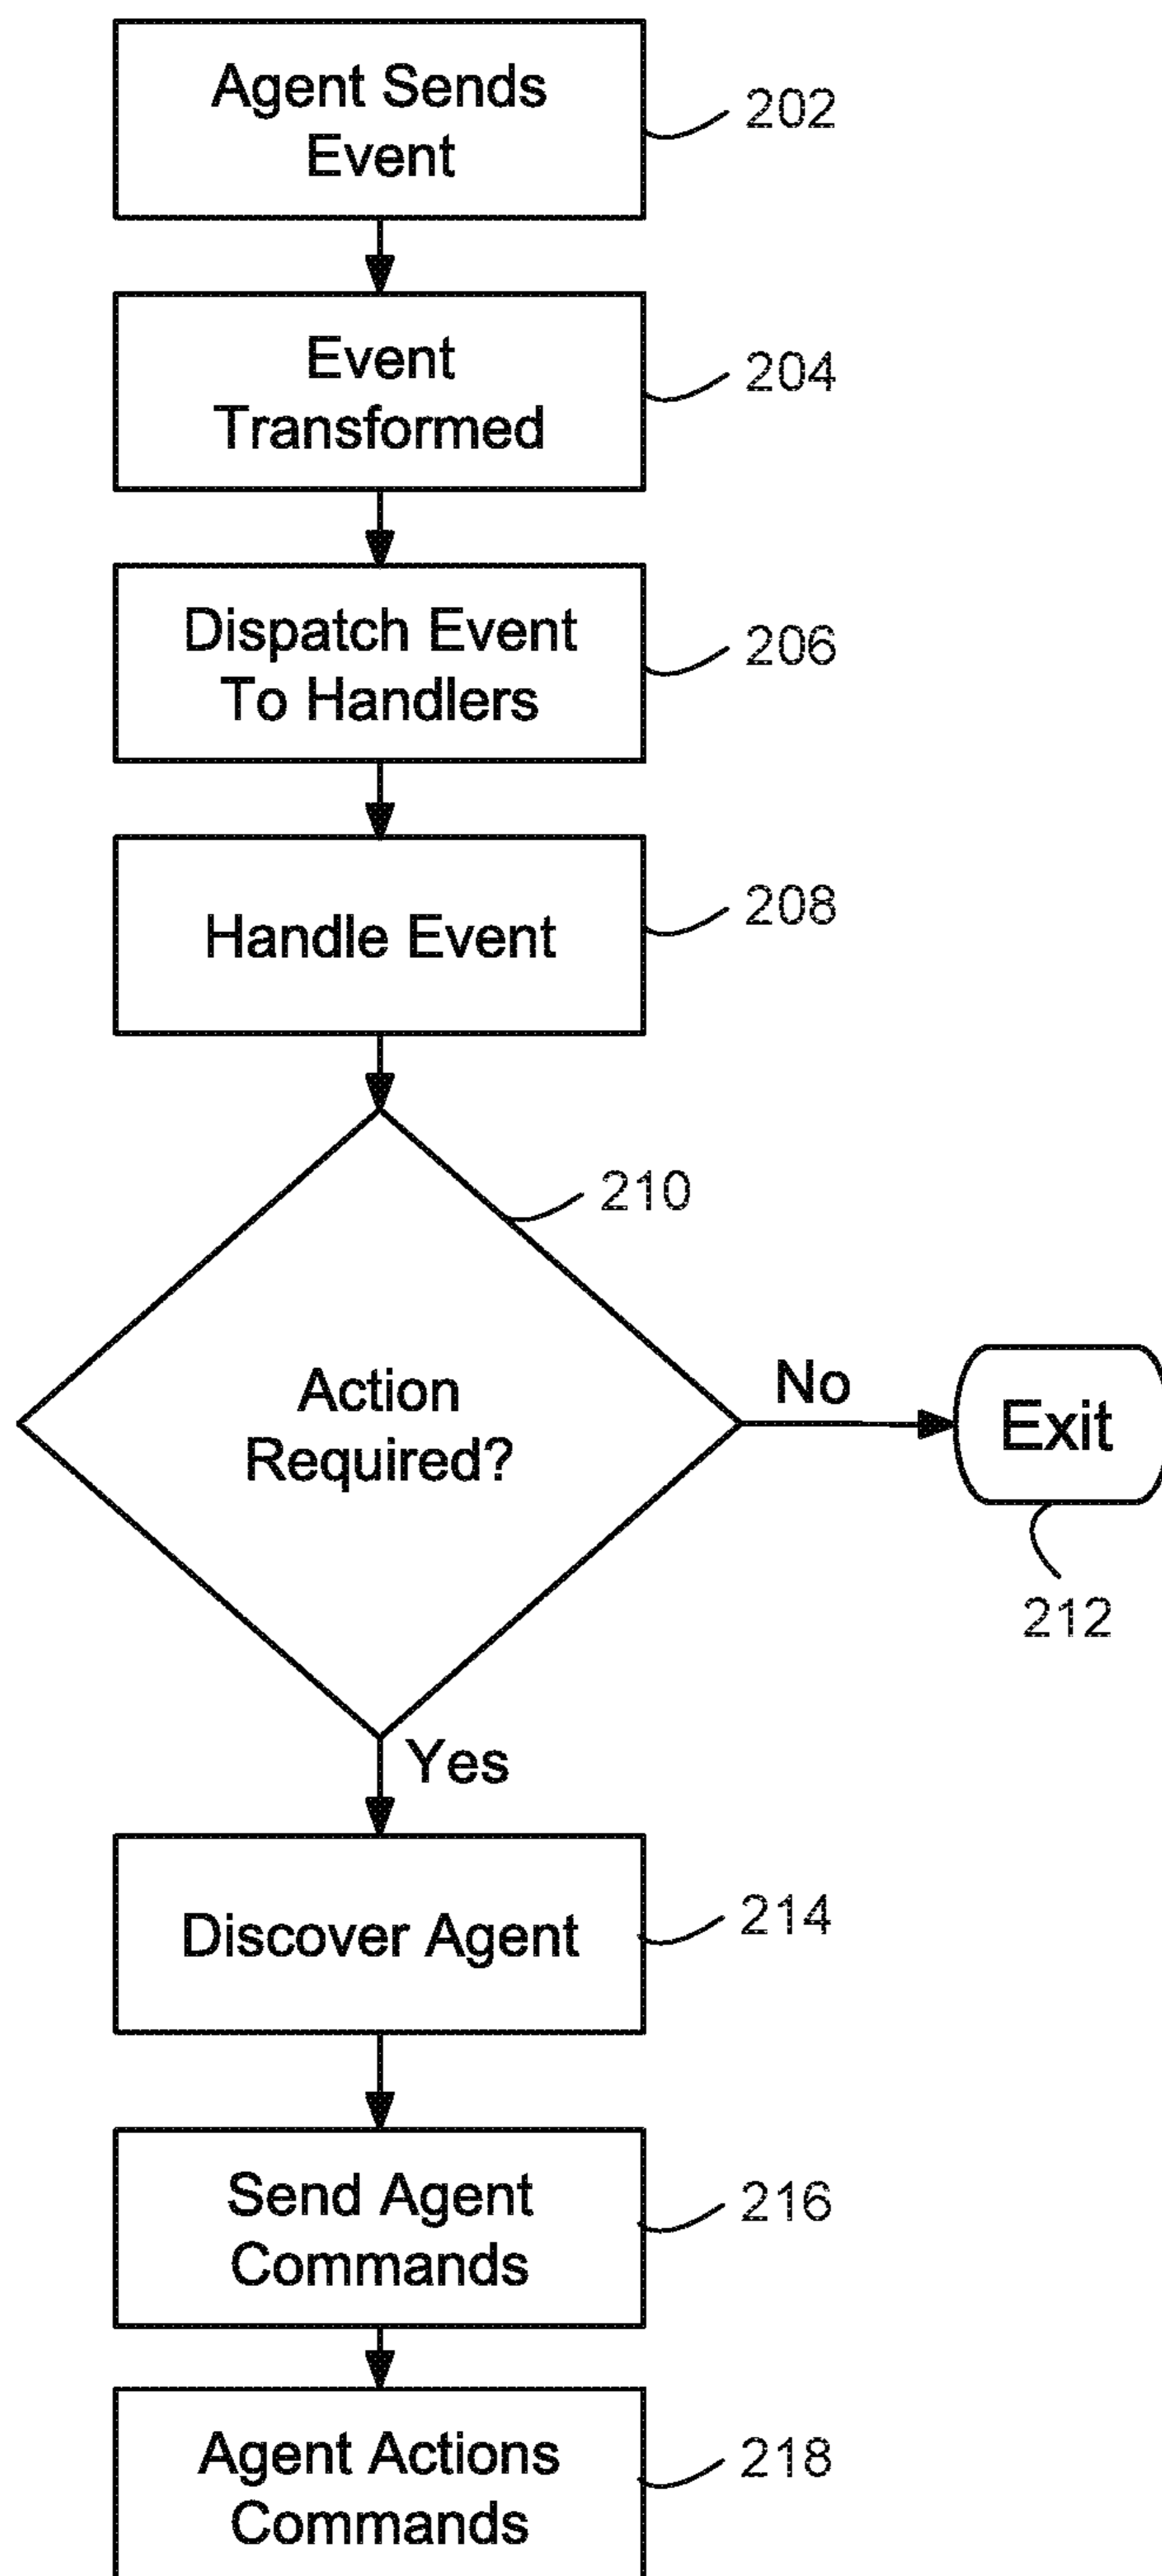 Agent Sends
Event
202
Event
Transformed
204
Dispatch Event
To Handlers
206
Handle Event
208
210
Action
Required?
No
Exit
212
Yes
Discover Agent
214
Send Agent
Commands
216
Agent Actions
Commands
218